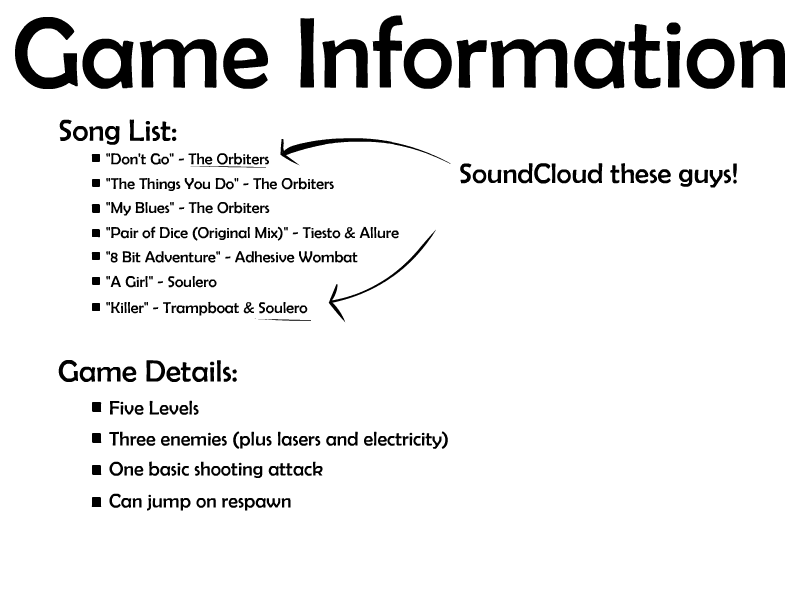 Game Information
Song List:
"Don't Go" - The Orbiters
SoundCloud these guys!
"The Things You Do" - The Orbiters
"My Blues" - The Orbiters
"Pair of Dice (Original Mix)" - Tiesto & Allure
"8 Bit Adventure" - Adhesive Wombat
"A Girl" - Soulero
"Killer" - Trampboat & Soulero
Game Details:
Five Levels
Three enemies (plus lasers and electricity)
One basic shooting attack
Can jump on respawn